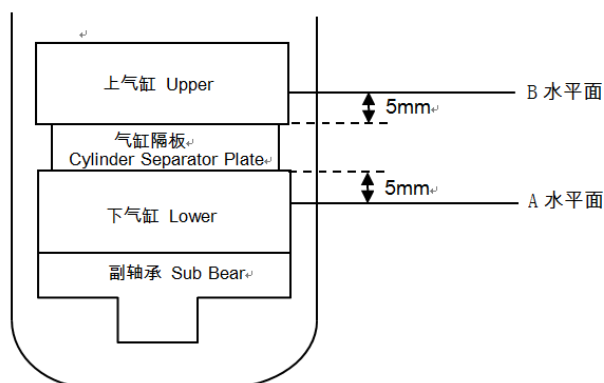 上气缸 Upper
B 水平面
5mm
气缸隔板
Cylinder Separator Plate
5mm
下气缸 Lower
A 水平面
副轴承 Sub Bear